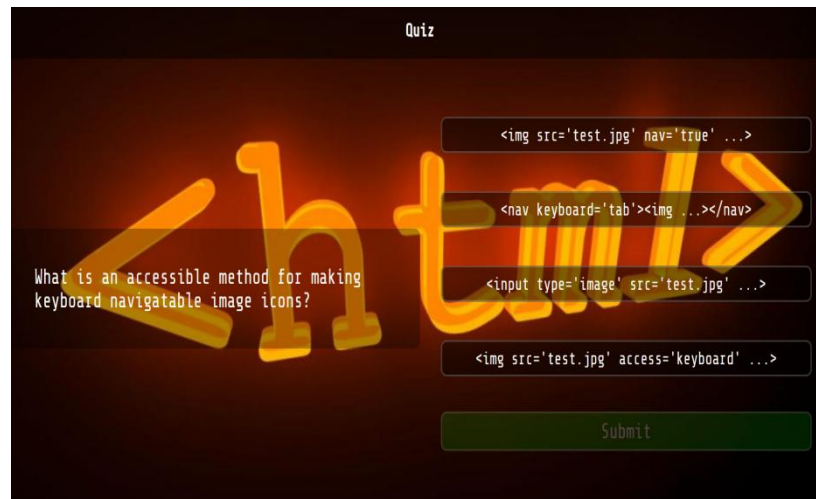 Quiz
<html>
What is an accessible method for making
keyboard navigatable image icons?
<img src='test.jpg' nav='true' ...>
<nav keyboard='tab'><img ...></nav>
<input type='image' src='test.jpg' ...>
<img src='test.jpg' access='keyboard' ...>
Submit